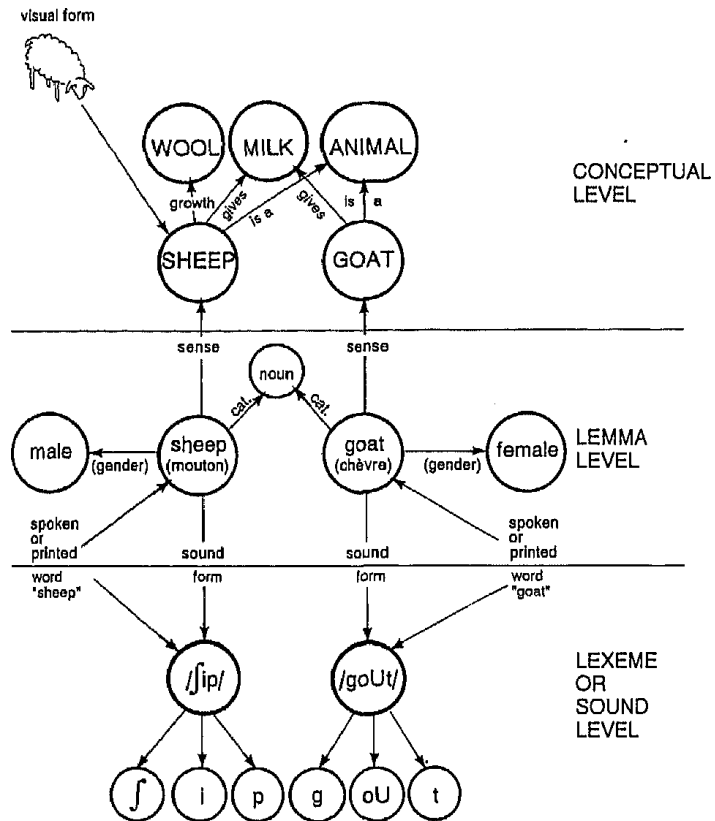 visual form
WOOL MILK ANIMAL
CONCEPTUAL
LEVEL
growth gives is a gives is a
SHEEP GOAT
sense sense
noun
cat. cat.
male (gender) sheep
(mouton) goat
(chèvre) (gender) female
LEMMA
LEVEL
spoken
or
printed
word
"sheep"
sound
form
sound
form
spoken
or
printed
word
"goat"
/ʃip/ /goUt/
LEXEME
OR
SOUND
LEVEL
ʃ i p g oU t